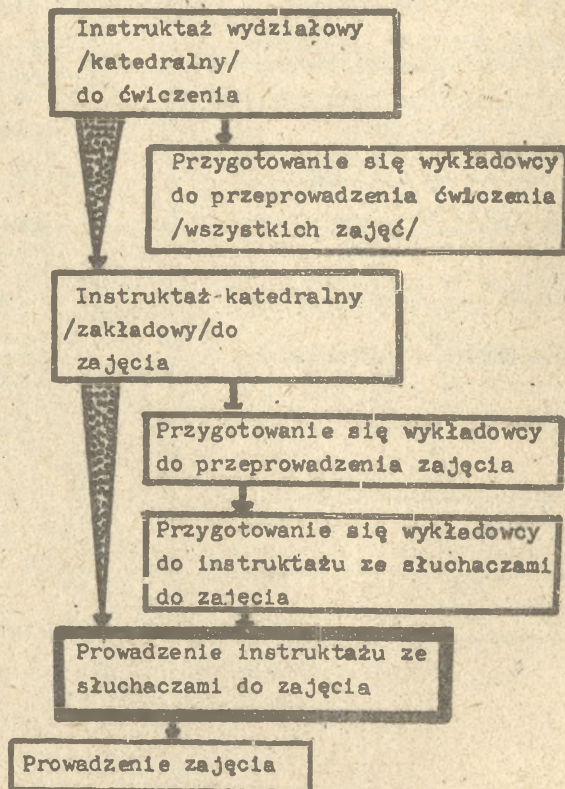 Instruktaż wydziałowy
/katedralny/
do ćwiczenia
Przygotowanie się wykładowcy
do przeprowadzenia ćwiczenia
/wszystkich zajęć/
Instruktaż-katedralny
/zakładowy/do
zajęcia
Przygotowanie się wykładowcy
do przeprowadzenia zajęcia
Przygotowanie się wykładowcy
do instruktażu ze słuchaczami
do zajęcia
Prowadzenie instruktażu ze
słuchaczami do zajęcia
Prowadzenie zajęcia